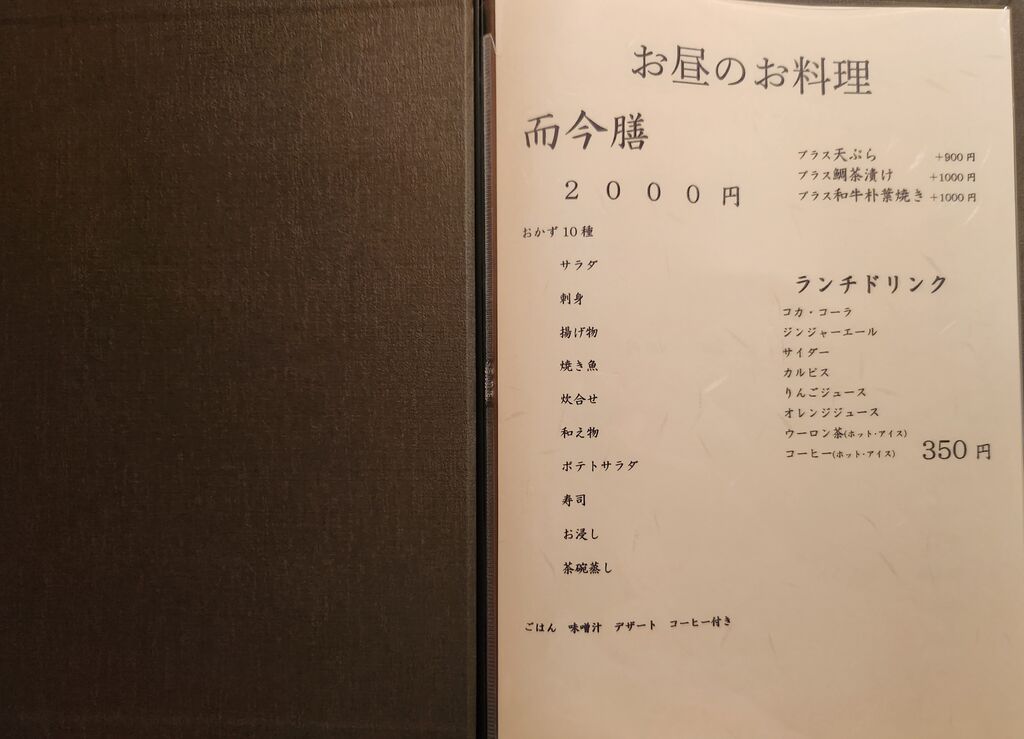 お昼のお料理
而今膳
２０００円
おかず10種
サラダ
刺身
揚げ物
焼き魚
炊合せ
和え物
ポテトサラダ
寿司
お浸し
茶碗蒸し
ごはん 味噌汁 デザート コーヒー付き
プラス天ぷら +900円
プラス鯛茶漬け +1000円
プラス和牛朴葉焼き +1000円
ランチドリンク
コカ・コーラ
ジンジャーエール
サイダー
カルピス
りんごジュース
オレンジジュース
ウーロン茶(ホット・アイス)
コーヒー(ホット・アイス) 350円